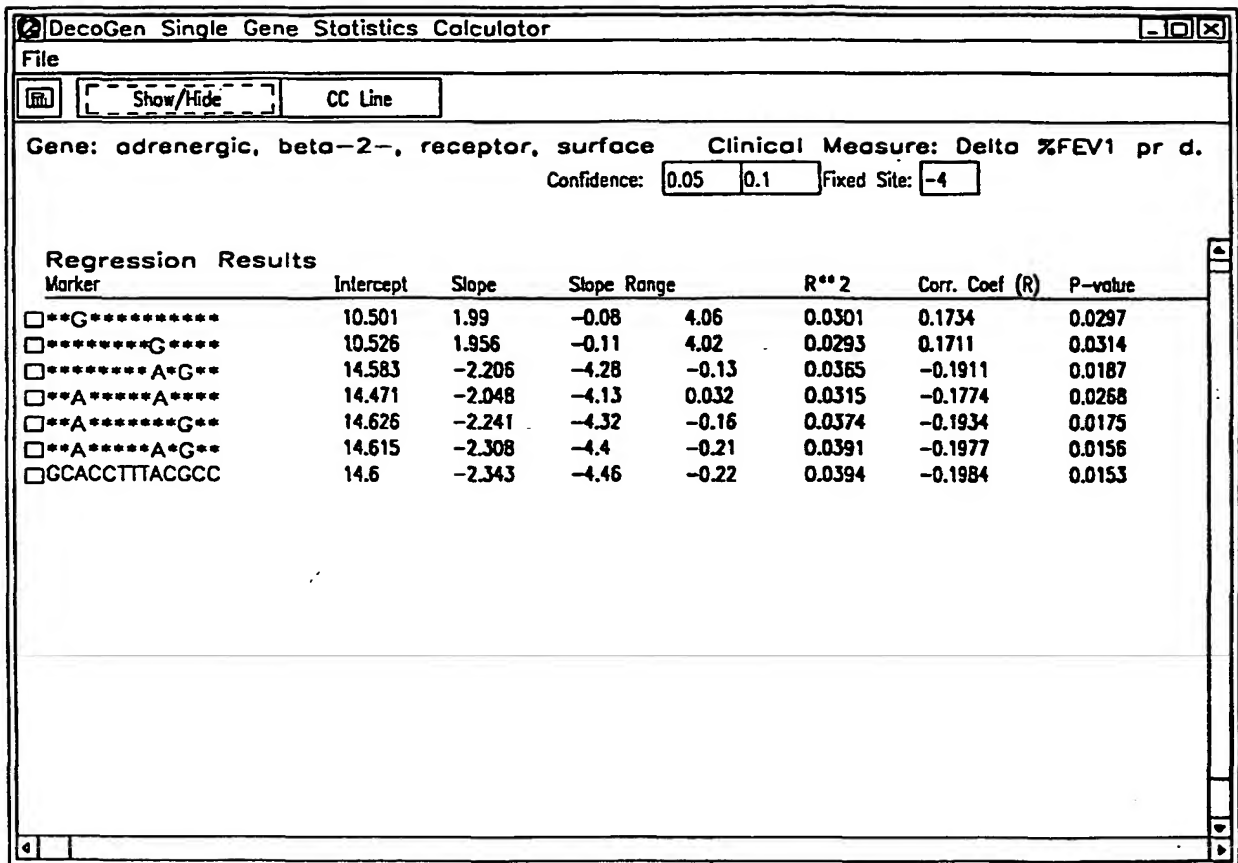 DecoGen Single Gene Statistics Calculator
File
Show/Hide CC Line
Gene: adrenergic, beta-2-, receptor, surface Clinical Measure: Delta %FEV1 pr d.
Confidence: 0.05 0.1 Fixed Site: -4
Regression Results
Marker Intercept Slope Slope Range R**2 Corr. Coef (R) P-value
**G********** 10.501 1.99 -0.08 4.06 0.0301 0.1734 0.0297
********G**** 10.526 1.956 -0.11 4.02 0.0293 0.1711 0.0314
********A*G** 14.583 -2.206 -4.28 -0.13 0.0365 -0.1911 0.0187
**A*****A**** 14.471 -2.048 -4.13 0.032 0.0315 -0.1774 0.0268
**A*******G** 14.626 -2.241 -4.32 -0.16 0.0374 -0.1934 0.0175
**A*****A*G** 14.615 -2.308 -4.4 -0.21 0.0391 -0.1977 0.0156
GCACCTTTACGCC 14.6 -2.343 -4.46 -0.22 0.0394 -0.1984 0.0153